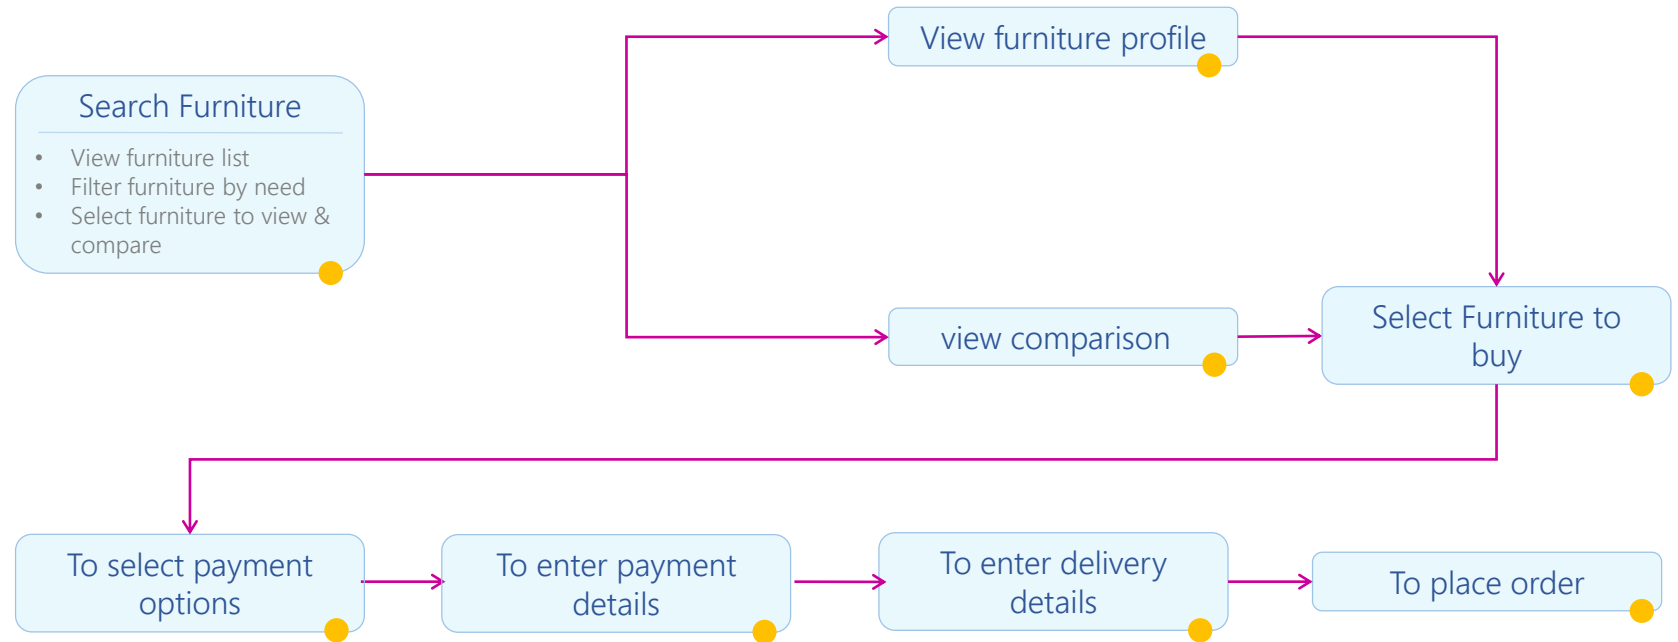 View furniture profile
Search Furniture
• View furniture list
• Filter furniture by need
• Select furniture to view &
compare
view comparison
Select Furniture to
buy
To select payment
options
To enter payment
details
To enter delivery
details
To place order